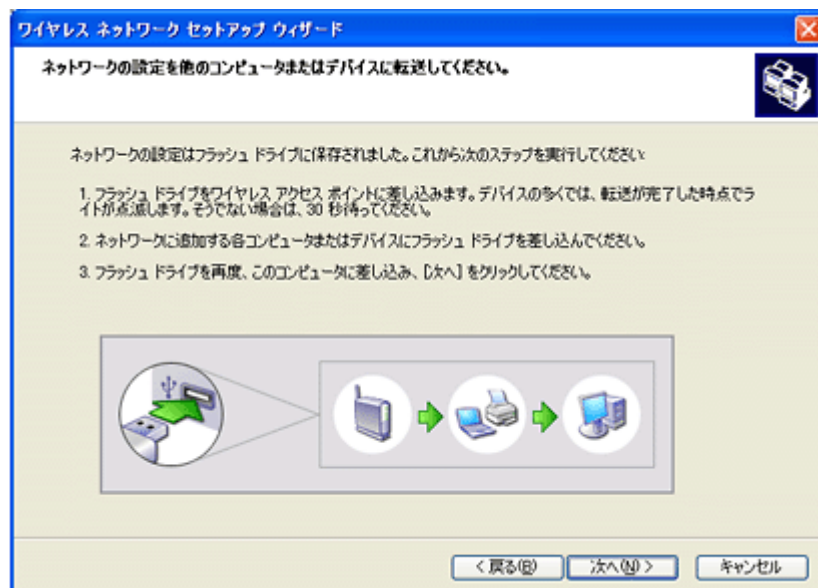 ワイヤレス ネットワーク セットアップ ウィザード
ネットワークの設定を他のコンピュータまたはデバイスに転送してください。
ネットワークの設定はフラッシュ ドライブに保存されました。これから次のステップを実行してください:
1. フラッシュ ドライブをワイヤレス アクセス ポイントに差し込みます。デバイスの多くでは、転送が完了した時点でラ
イトが点滅します。そうでない場合は、30 秒待ってください。
2. ネットワークに追加する各コンピュータまたはデバイスにフラッシュ ドライブを差し込んでください。
3. フラッシュ ドライブを再度、このコンピュータに差し込み、[次へ] をクリックしてください。
< 戻る(B)
次へ(N) >
キャンセル